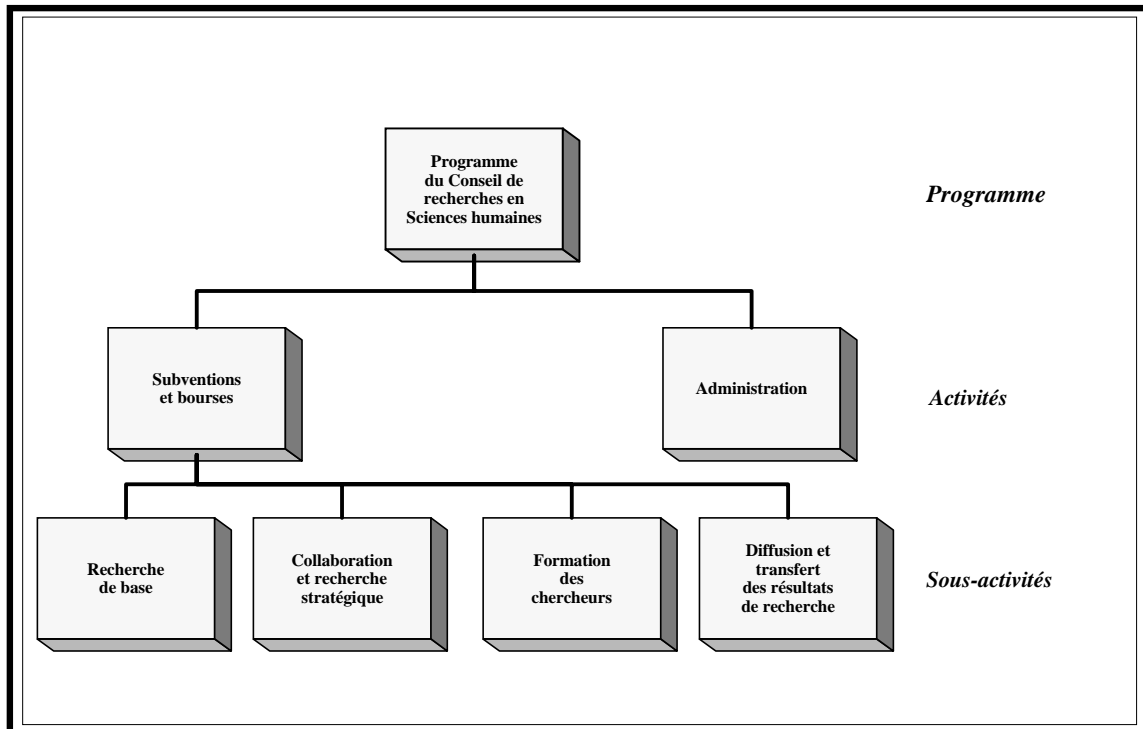 Programme
du Conseil de
recherches en
Sciences humaines
Programme
Subventions
et bourses
Administration
Activités
Recherche
de base
Collaboration
et recherche
stratégique
Formation
des
chercheurs
Diffusion et
transfert
des résultats
de recherche
Sous-activités